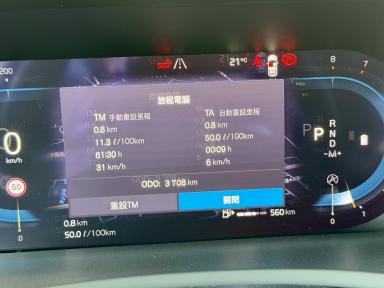 200
21°C
7
8
旅程電腦
TM 手動重設里程
TA 自動重設里程
0.8 km
0.8 km
11.3 ℓ/100km
50.0 ℓ/100km
61:30 h
00:09 h
31 km/h
6 km/h
ODO: 3 708 km
重設TM
關閉
0
km/h
50
P
R
N
D
-M+
0.8 km
50.0 ℓ/100km
560 km
0
1
0